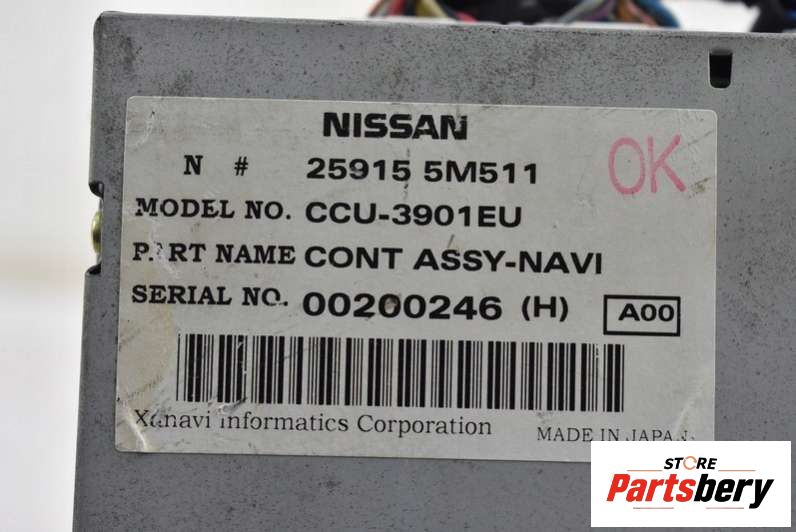 NISSAN
N # 25915 5M511
OK
MODEL NO. CCU-3901EU
PART NAME CONT ASSY-NAVI
SERIAL NO. 00200246 (H) A00
Xanavi Informatics Corporation
MADE IN JAPAN
STORE
Partsbery